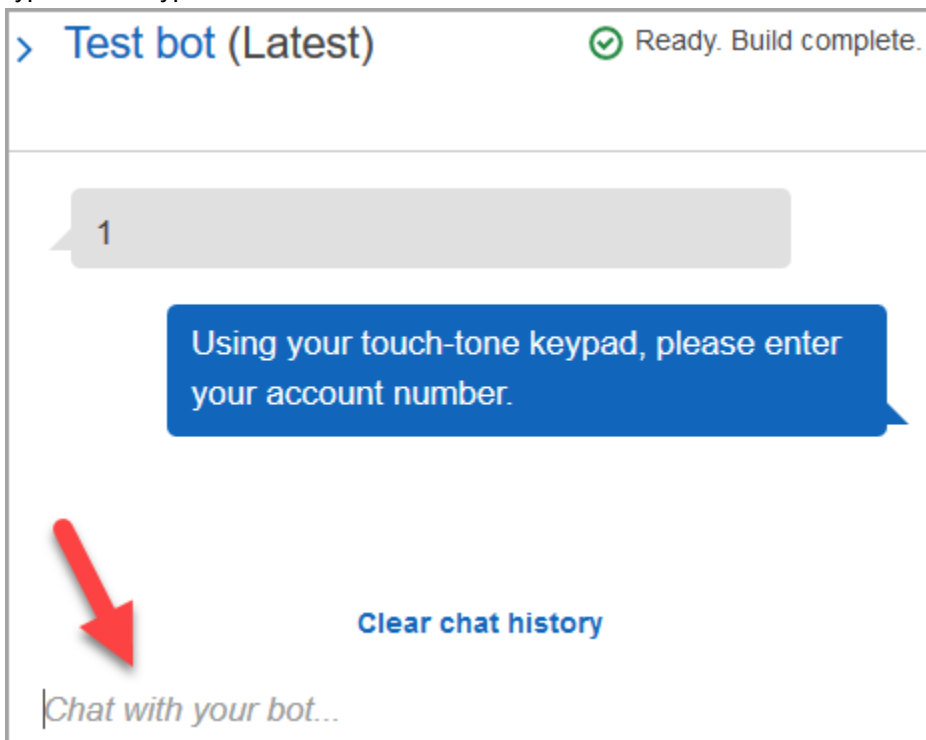 > Test bot (Latest) Ready. Build complete.
1
Using your touch-tone keypad, please enter
your account number.
Clear chat history
Chat with your bot...